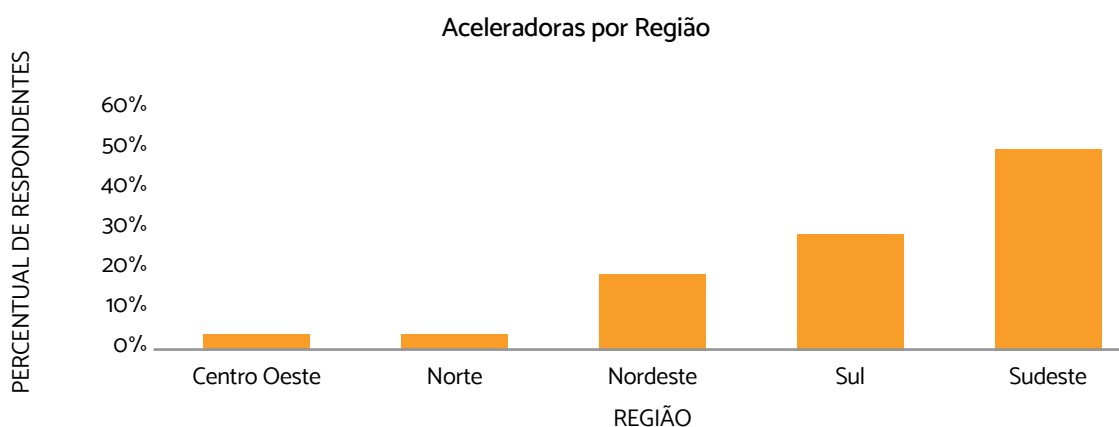 Aceleradoras por Região
PERCENTUAL DE RESPONDENTES
60%
50%
40%
30%
20%
10%
0%
Centro Oeste
Norte
Nordeste
Sul
Sudeste
REGIÃO